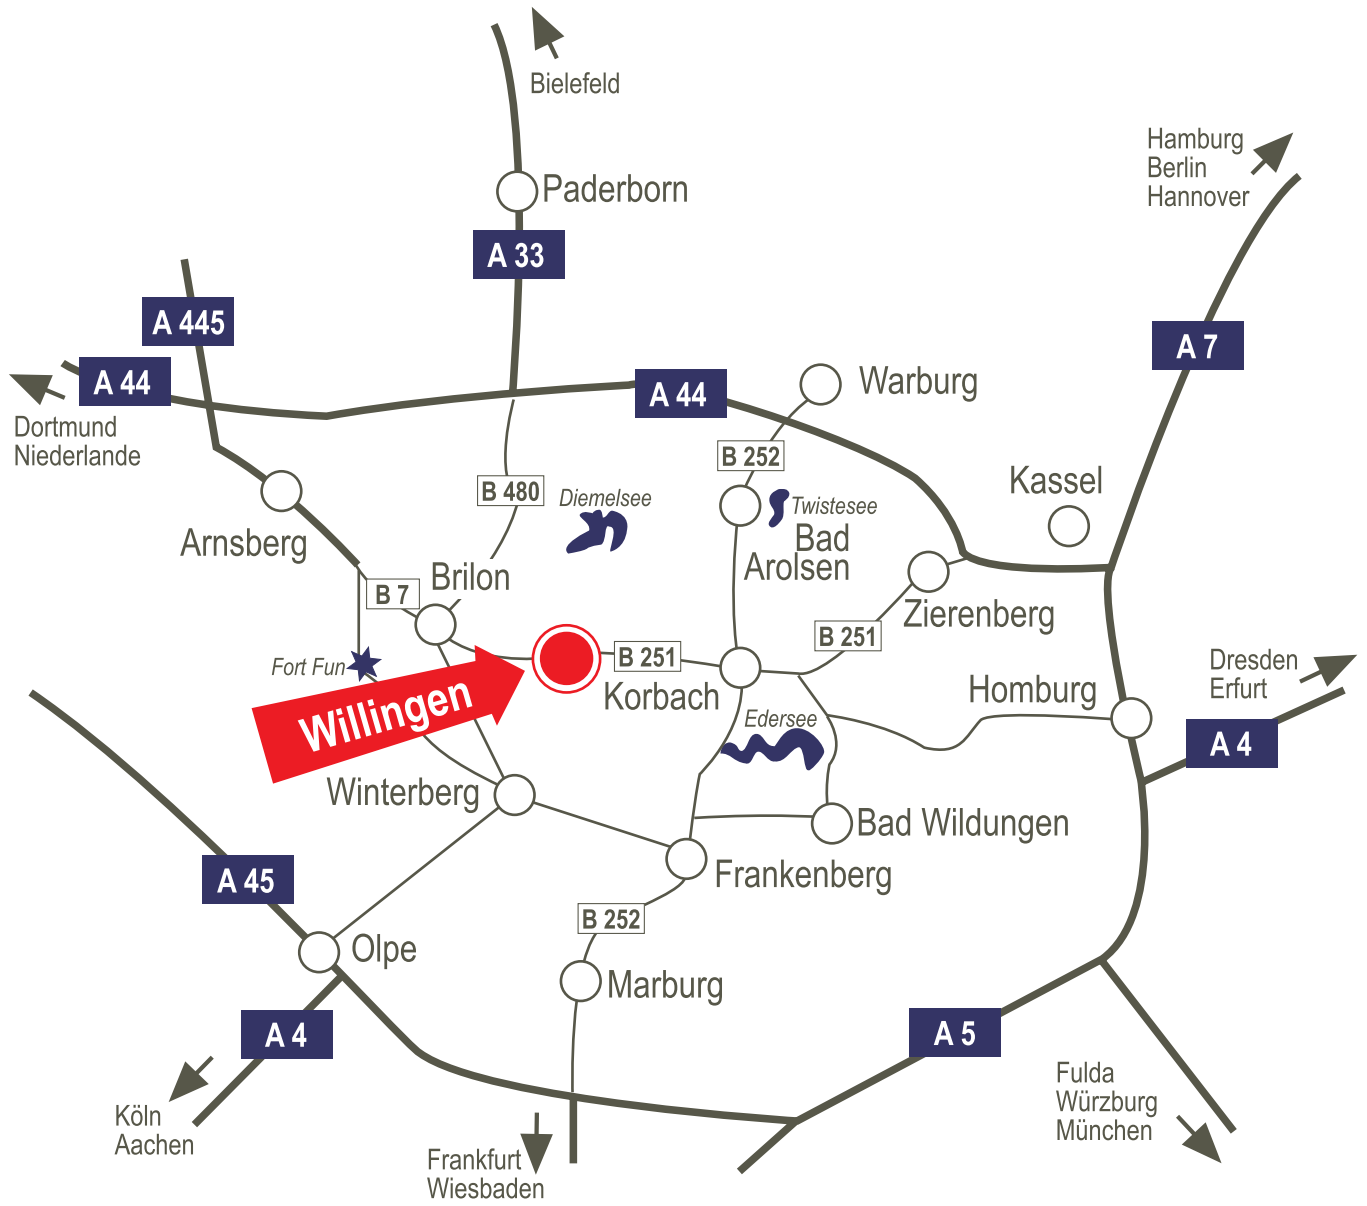 Bielefeld
Hamburg
Berlin
Hannover
Paderborn
A 33
A 445
A 7
A 44
A 44
Warburg
Dortmund
Niederlande
B 252
Kassel
B 480
Diemelsee
Twistesee
Bad
Arolsen
Arnsberg
Brilon
B 7
Zierenberg
B 251
B 251
Fort Fun
Korbach
Dresden
Erfurt
Homburg
Willingen
Edersee
A 4
Winterberg
Bad Wildungen
Frankenberg
A 45
B 252
Olpe
Marburg
A 4
A 5
Köln
Aachen
Fulda
Würzburg
München
Frankfurt
Wiesbaden